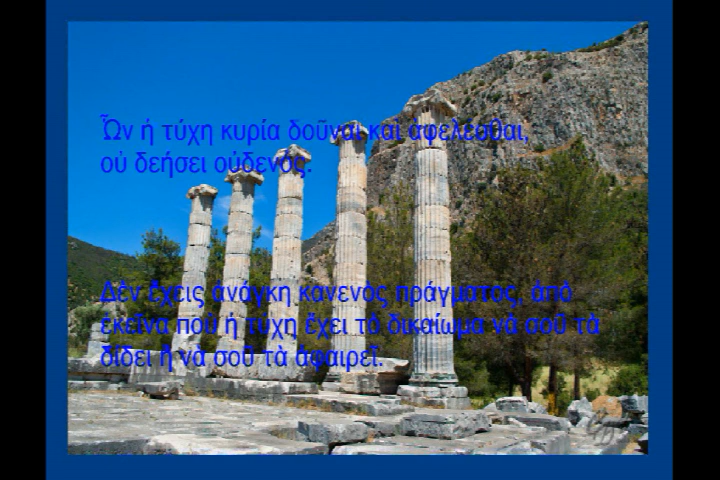 Ὧν ἡ τύχη κυρία δοῦναι καὶ ἀφελέσθαι,
οὐ δεήσει οὐδενός.
Δὲν ἔχεις ἀνάγκη κανενὸς πράγματος, ἀπὸ
ἐκεῖνα ποὺ ἡ τύχη ἔχει τὸ δικαίωμα νὰ σοῦ τὰ
δίδει ἢ νὰ σοῦ τὰ ἀφαιρεῖ.